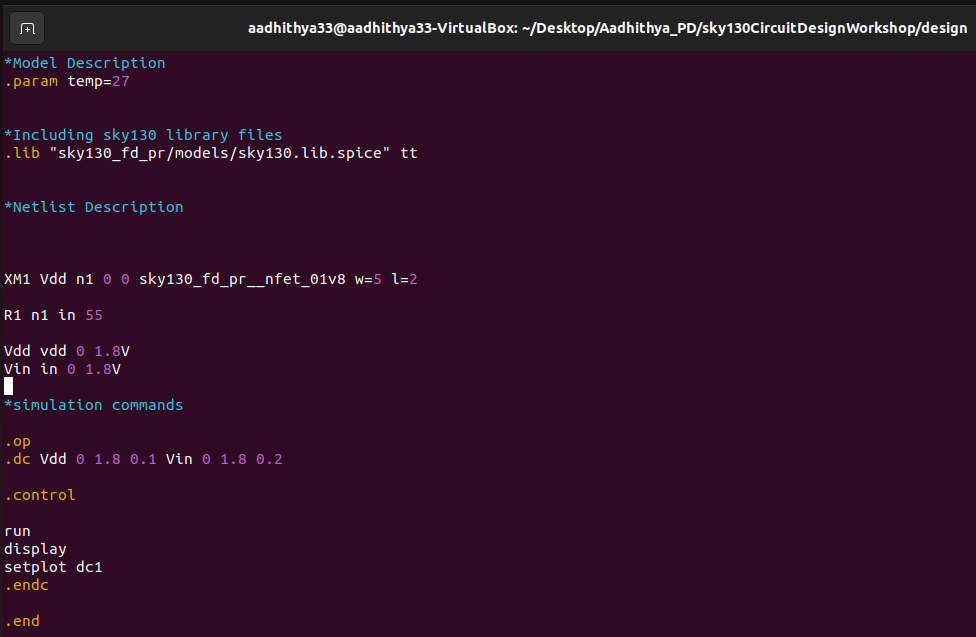 aadhithya33@aadhithya33-VirtualBox: ~/Desktop/Aadhithya_PD/sky130CircuitDesignWorkshop/design
*Model Description
.param temp=27
*Including sky130 library files
.lib "sky130_fd_pr/models/sky130.lib.spice" tt
*Netlist Description
XM1 Vdd n1 0 0 sky130_fd_pr__nfet_01v8 w=5 l=2
R1 n1 in 55
Vdd vdd 0 1.8V
Vin in 0 1.8V
*simulation commands
.op
.dc Vdd 0 1.8 0.1 Vin 0 1.8 0.2
.control
run
display
setplot dc1
.endc
.end